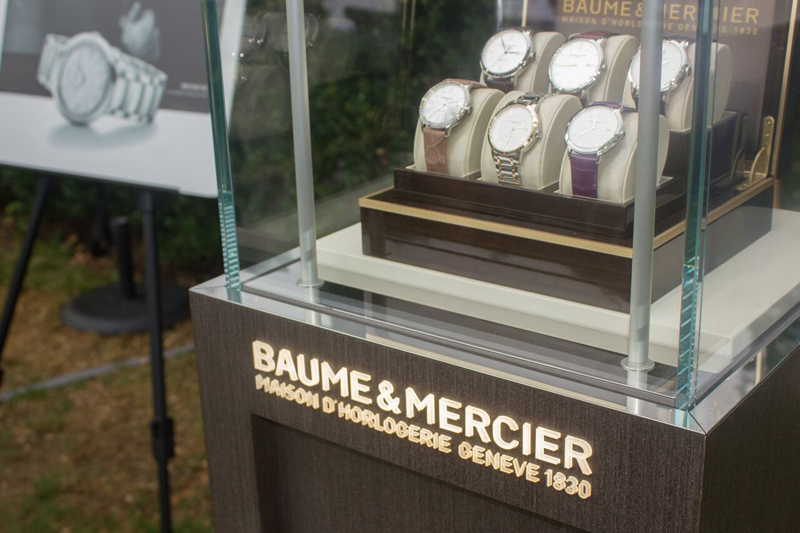 BAUME & MERCIER
MAISON D'HORLOGERIE GENEVE 1830
BAUME & MERCIER
MAISON D'HORLOGERIE GENEVE 1830